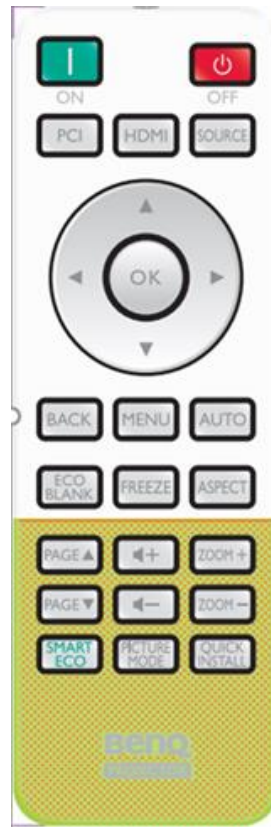 ON OFF
PCI HDMI SOURCE
OK
BACK MENU AUTO
ECO BLANK FREEZE ASPECT
PAGE▲ + ZOOM+
PAGE▼ - ZOOM-
SMART ECO PICTURE MODE QUICK INSTALL
BenQ